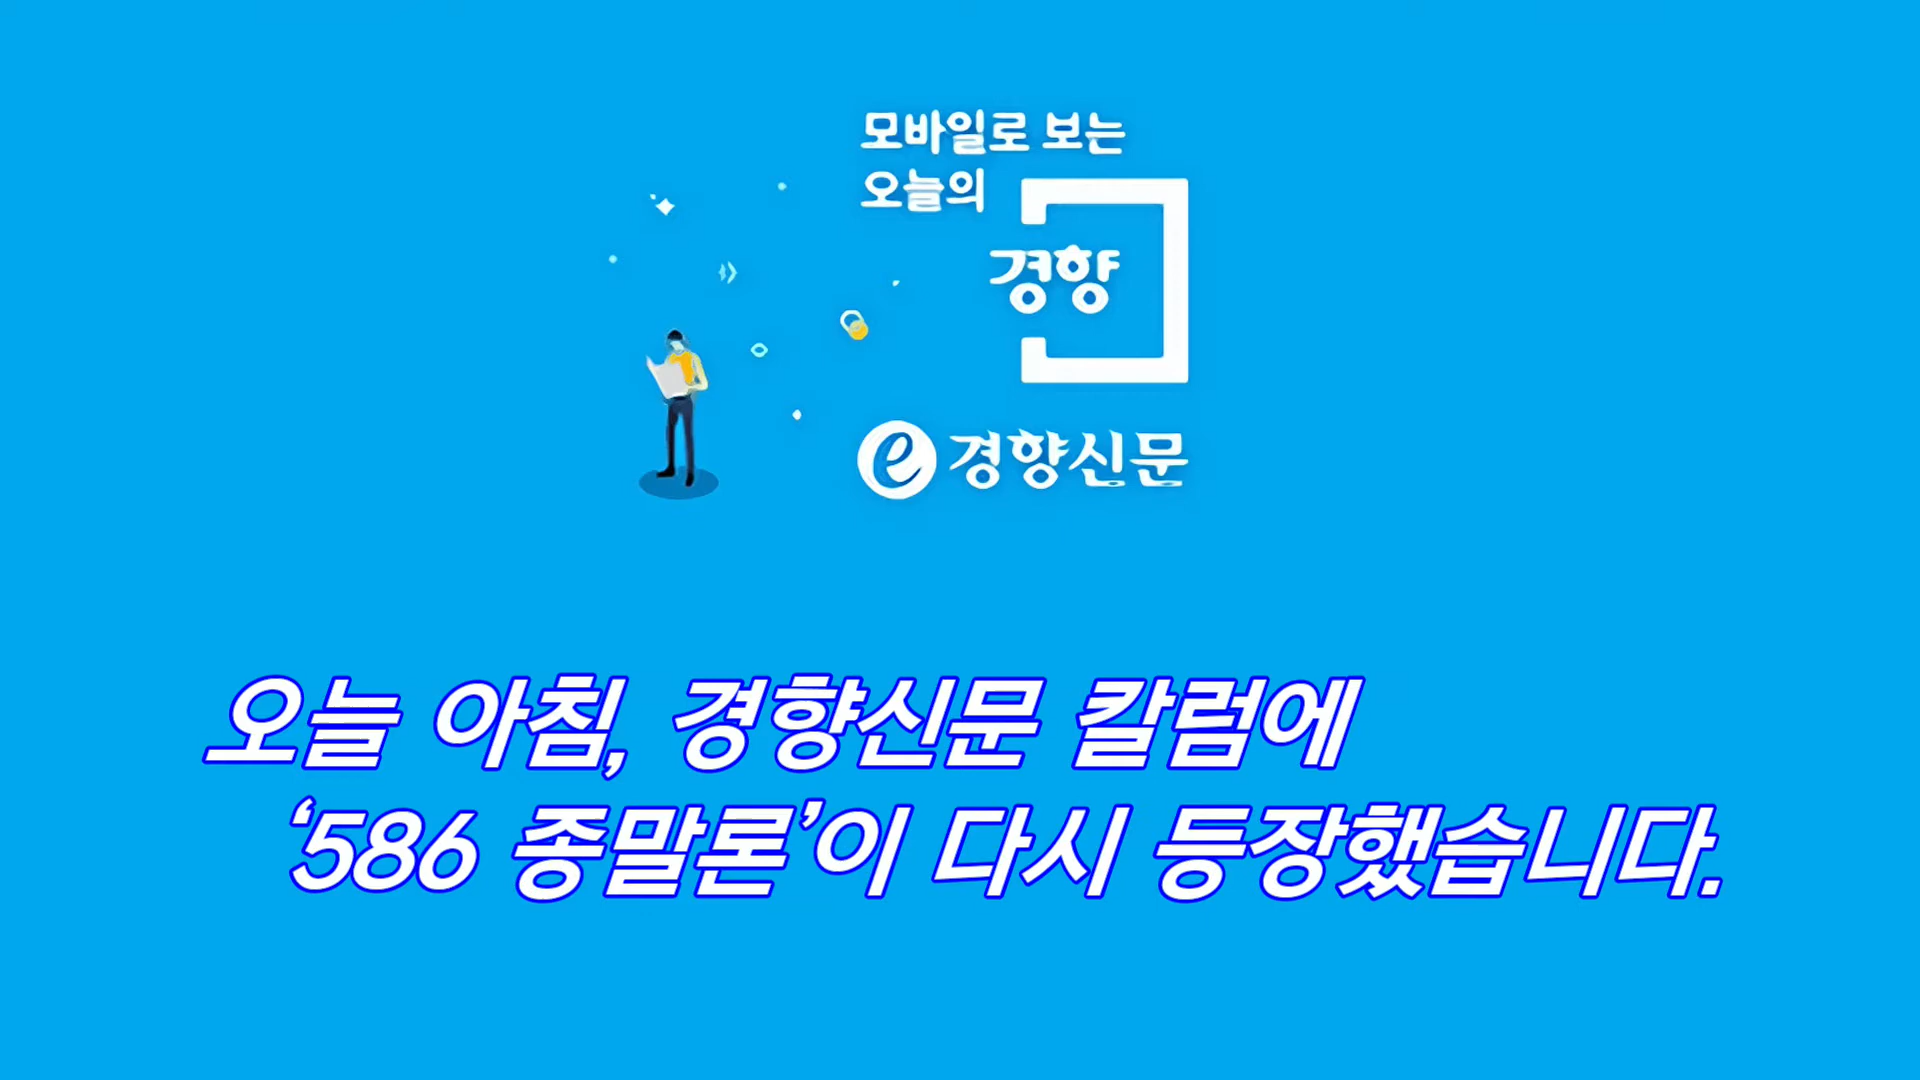 모바일로 보는
오늘의
경향
e 경향신문
오늘 아침, 경향신문 칼럼에
‘586 종말론’이 다시 등장했습니다.